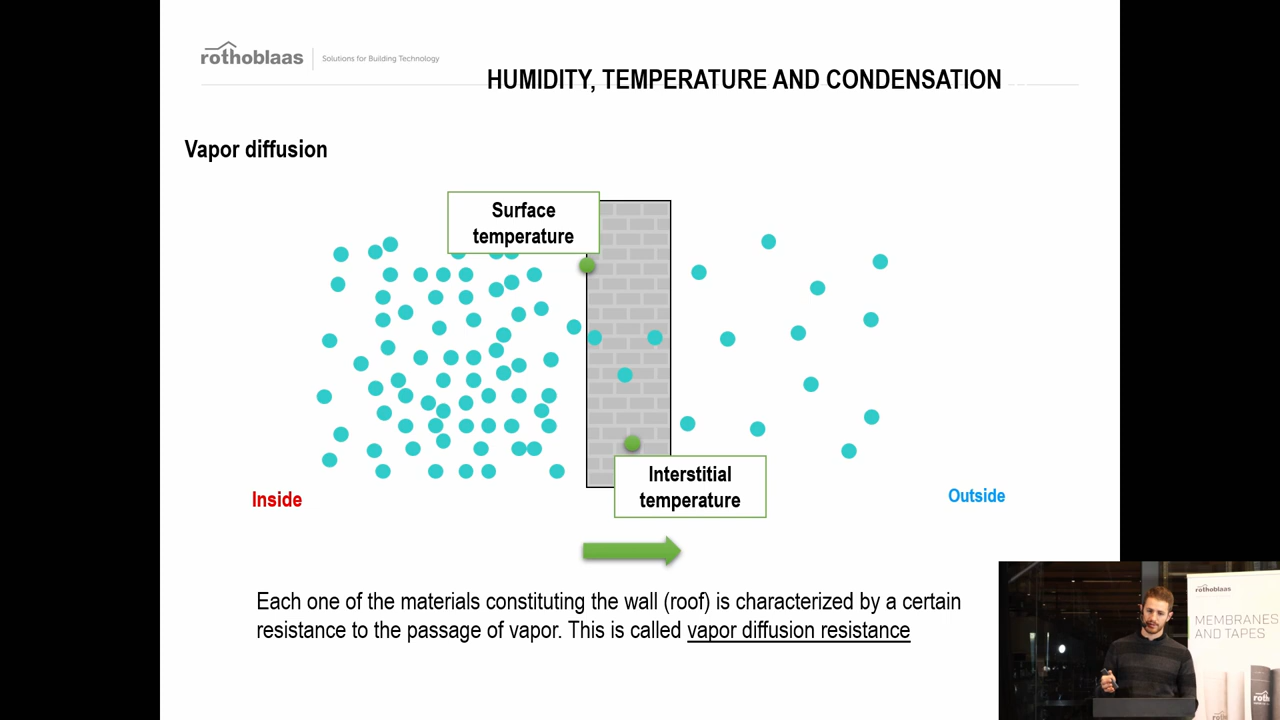 rothoblaas
Solutions for Building Technology
HUMIDITY, TEMPERATURE AND CONDENSATION
Vapor diffusion
Surface
temperature
Interstitial
temperature
Inside
Outside
Each one of the materials constituting the wall (roof) is characterized by a certain
resistance to the passage of vapor. This is called vapor diffusion resistance
rothoblaas
MEMBRANES
AND TAPES
roth